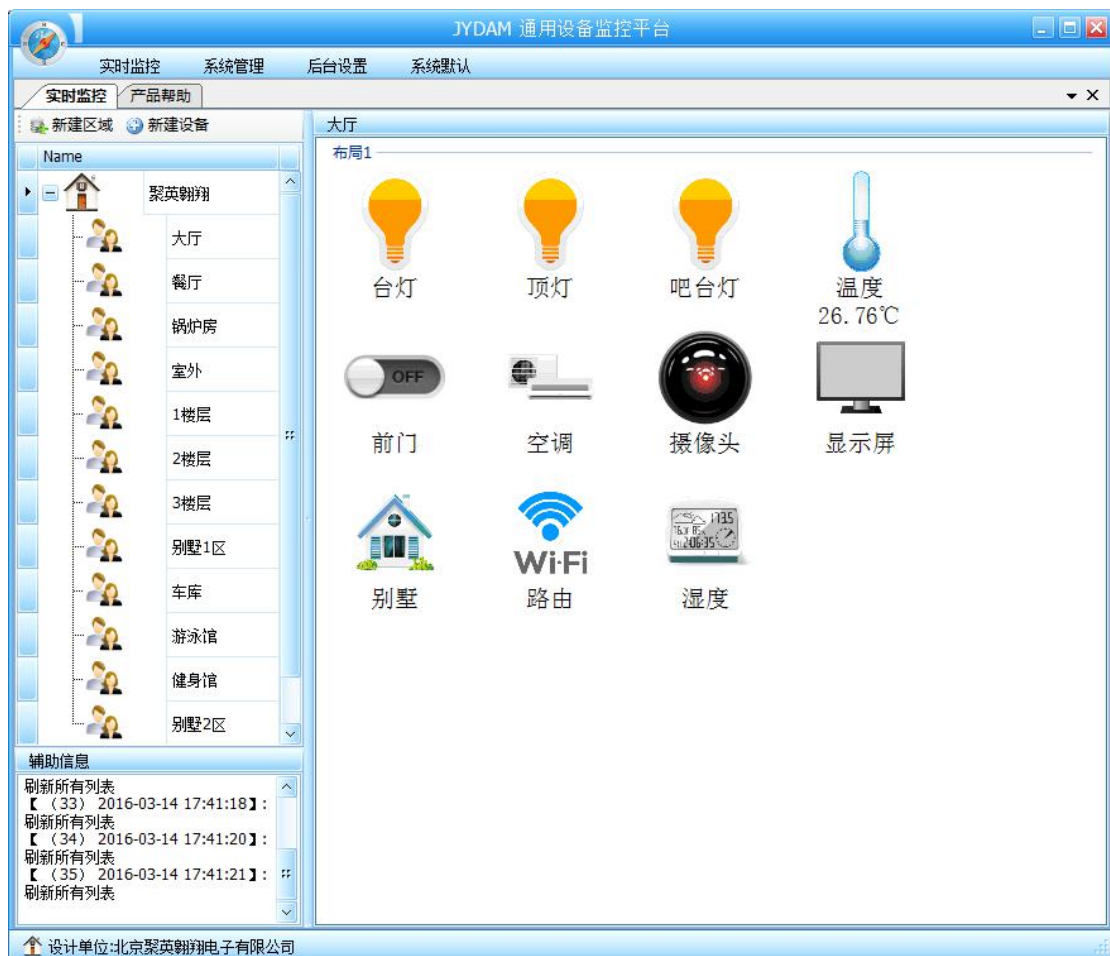 JYDAM 通用设备监控平台
实时监控 系统管理 后台设置 系统默认
实时监控 产品帮助
新建区域 新建设备
大厅
Name
布局1
聚英翱翔
大厅
餐厅
锅炉房
室外
1楼层
2楼层
3楼层
别墅1区
车库
游泳馆
健身馆
别墅2区
台灯 顶灯 吧台灯 温度
26.76℃
OFF
前门 空调 摄像头 显示屏
Wi-Fi
别墅 路由 湿度
辅助信息
刷新所有列表
【（33） 2016-03-14 17:41:18】:
刷新所有列表
【（34） 2016-03-14 17:41:20】:
刷新所有列表
【（35） 2016-03-14 17:41:21】:
刷新所有列表
设计单位:北京聚英翱翔电子有限公司